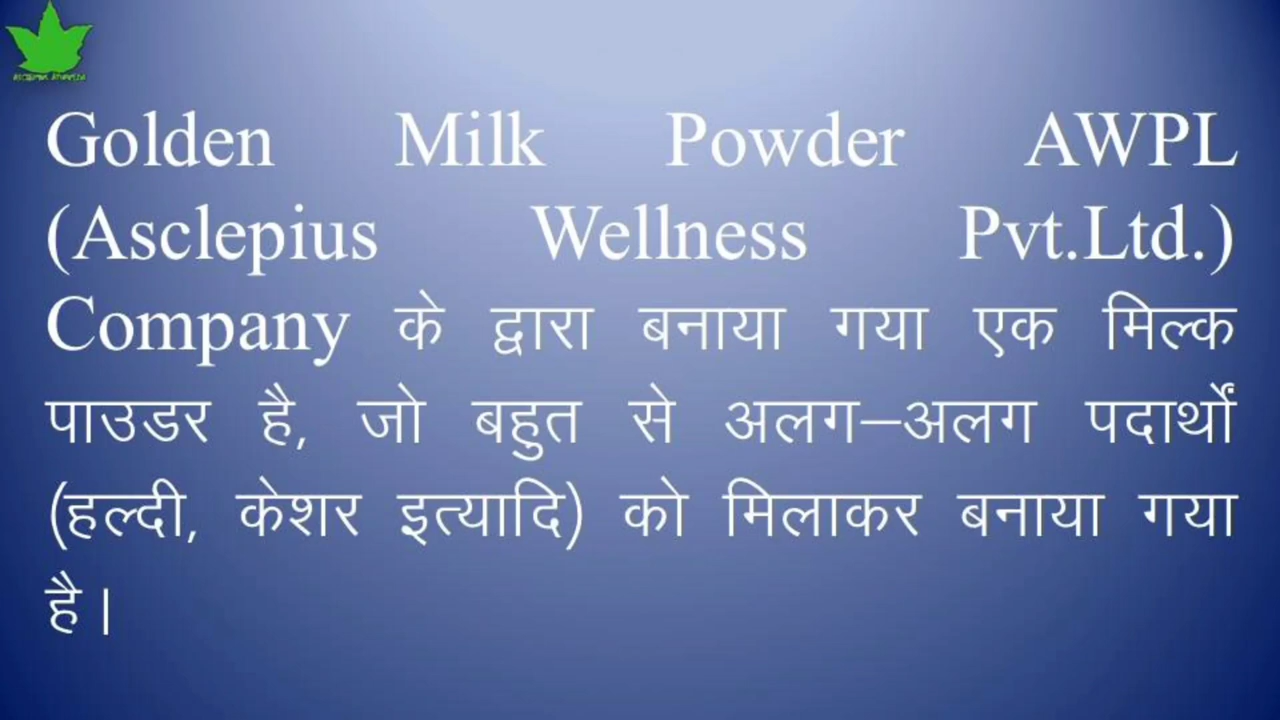 Golden Milk Powder AWPL
(Asclepius Wellness Pvt.Ltd.)
Company के द्वारा बनाया गया एक मिल्क
पाउडर है, जो बहुत से अलग–अलग पदार्थों
(हल्दी, केशर इत्यादि) को मिलाकर बनाया गया
है।